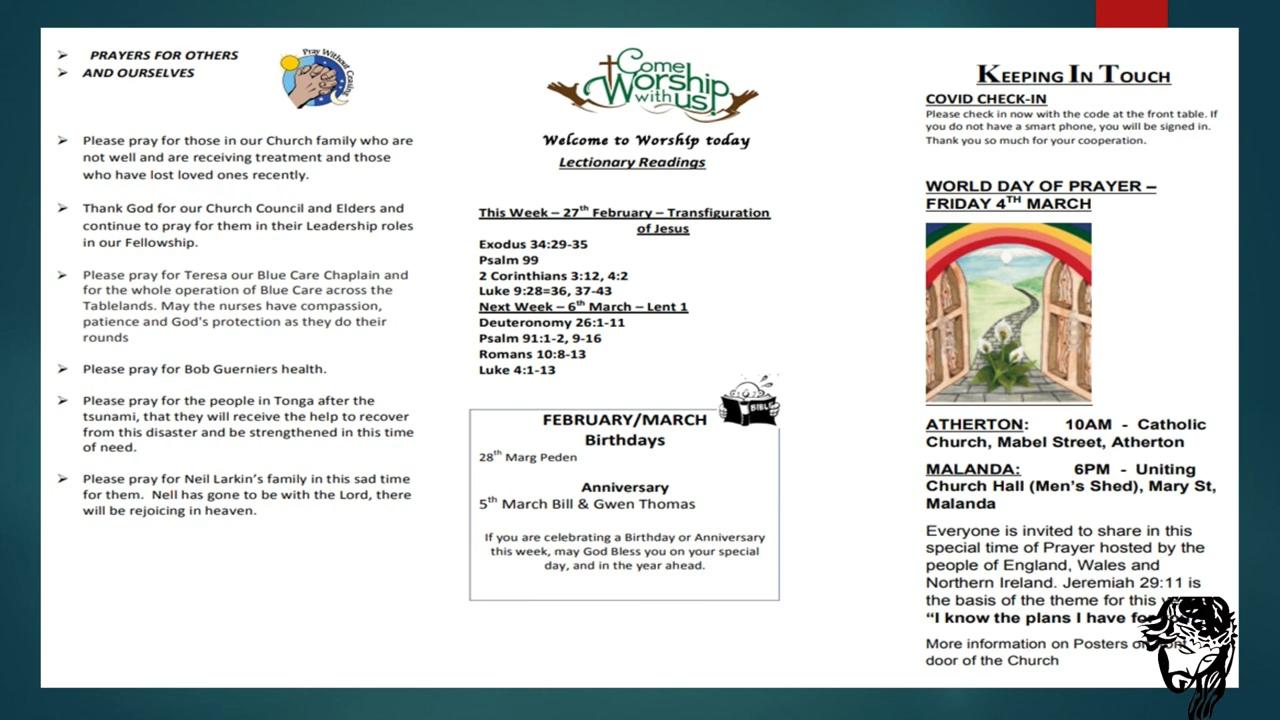 PRAYERS FOR OTHERS
AND OURSELVES
Pray Without Ceasing
Please pray for those in our Church family who are
not well and are receiving treatment and those
who have lost loved ones recently.
Thank God for our Church Council and Elders and
continue to pray for them in their Leadership roles
in our Fellowship.
Please pray for Teresa our Blue Care Chaplain and
for the whole operation of Blue Care across the
Tablelands. May the nurses have compassion,
patience and God's protection as they do their
rounds
Please pray for Bob Guerniers health.
Please pray for the people in Tonga after the
tsunami, that they will receive the help to recover
from this disaster and be strengthened in this time
of need.
Please pray for Neil Larkin’s family in this sad time
for them. Nell has gone to be with the Lord, there
will be rejoicing in heaven.
Come
Worship
with us!
Welcome to Worship today
Lectionary Readings
This Week – 27th February – Transfiguration
of Jesus
Exodus 34:29-35
Psalm 99
2 Corinthians 3:12, 4:2
Luke 9:28=36, 37-43
Next Week – 6th March – Lent 1
Deuteronomy 26:1-11
Psalm 91:1-2, 9-16
Romans 10:8-13
Luke 4:1-13
BIBLE
FEBRUARY/MARCH
Birthdays
28th Marg Peden
Anniversary
5th March Bill & Gwen Thomas
If you are celebrating a Birthday or Anniversary
this week, may God Bless you on your special
day, and in the year ahead.
KEEPING IN TOUCH
COVID CHECK-IN
Please check in now with the code at the front table. If
you do not have a smart phone, you will be signed in.
Thank you so much for your cooperation.
WORLD DAY OF PRAYER –
FRIDAY 4TH MARCH
ATHERTON: 10AM - Catholic
Church, Mabel Street, Atherton
MALANDA: 6PM - Uniting
Church Hall (Men’s Shed), Mary St,
Malanda
Everyone is invited to share in this
special time of Prayer hosted by the
people of England, Wales and
Northern Ireland. Jeremiah 29:11 is
the basis of the theme for this
“I know the plans I have for
More information on Posters
door of the Church